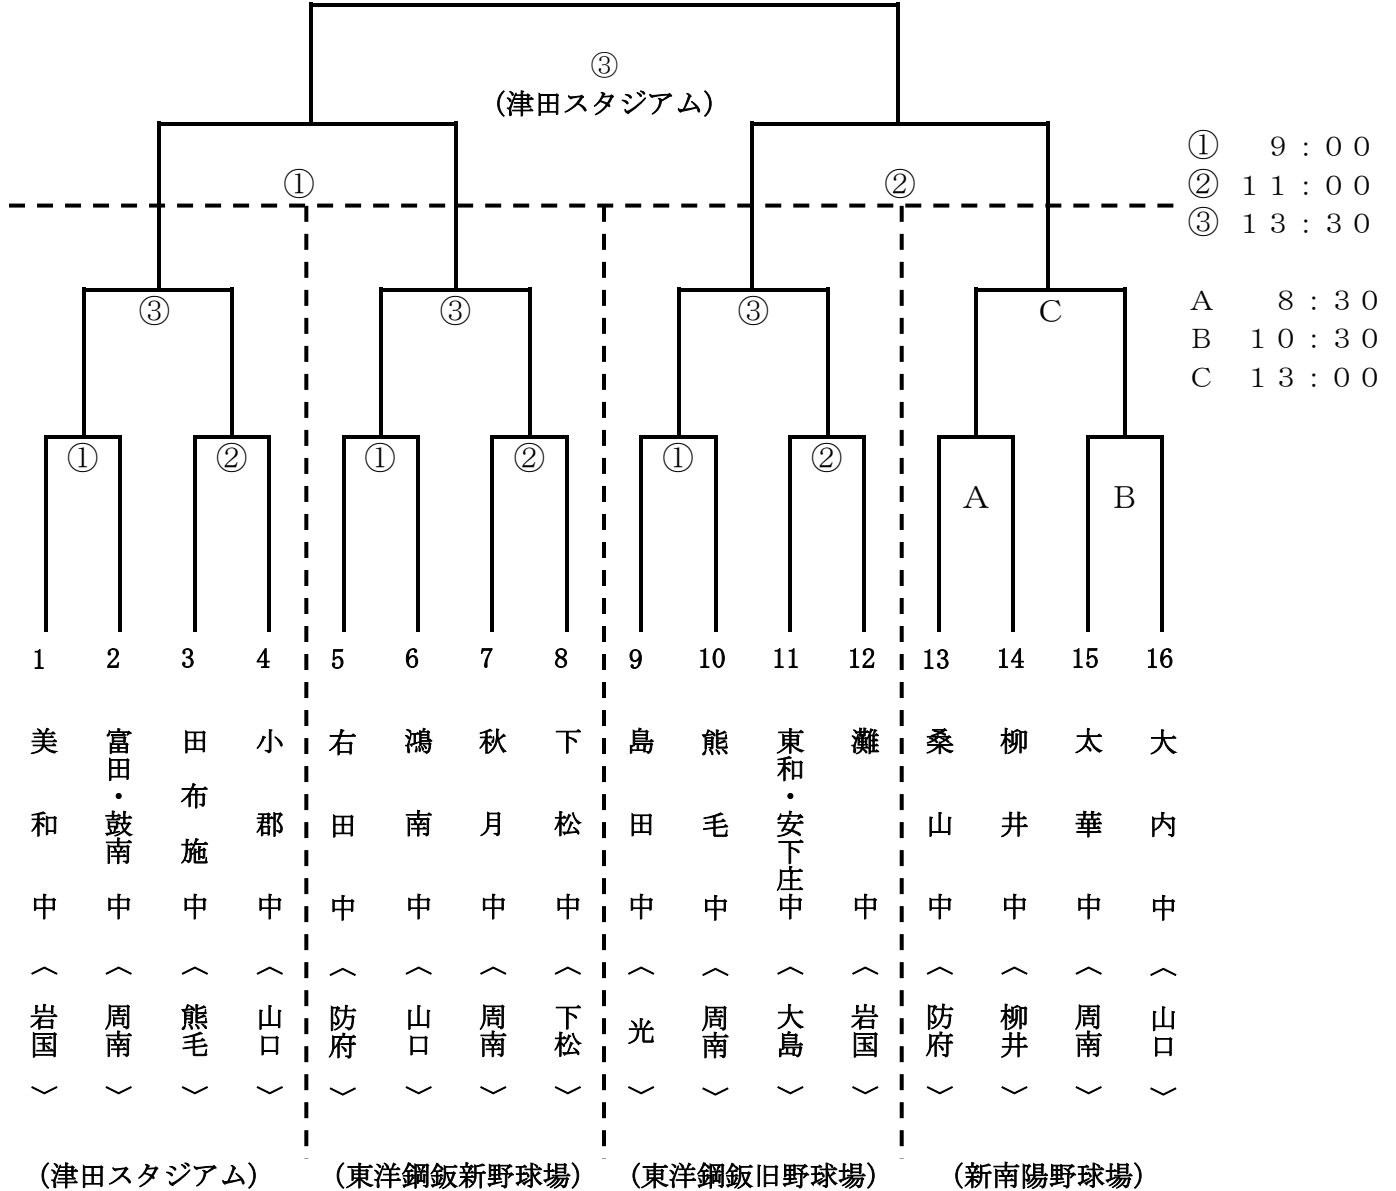 ③
(津田スタジアム)
① 9:00
② 11:00
③ 13:30
① ②
A 8:30
B 10:30
C 13:00
③ ③ ③ C
① ② ① ② ① ② A B
1 2 3 4 5 6 7 8 9 10 11 12 13 14 15 16
美和中〈岩国〉
富田・鼓南中〈周南〉
田布施中〈熊毛〉
小郡中〈山口〉
右田中〈防府〉
鴻南中〈山口〉
秋月中〈周南〉
下松中〈下松〉
島田中〈光〉
熊毛中〈周南〉
東和・安下庄中〈大島〉
灘中〈岩国〉
桑山中〈防府〉
柳井中〈柳井〉
太華中〈周南〉
大内中〈山口〉
(津田スタジアム) (東洋鋼鈑新野球場) (東洋鋼鈑旧野球場) (新南陽野球場)